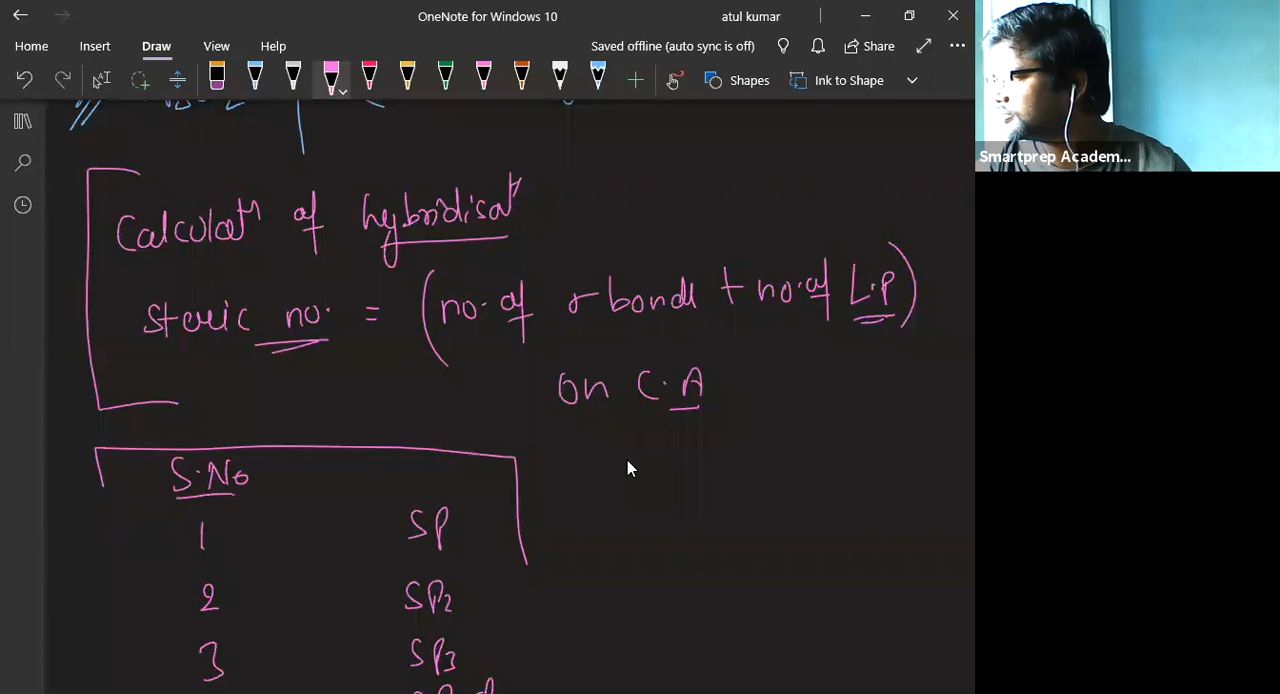 OneNote for Windows 10
atul kumar
Home Insert Draw View Help
Saved offline (auto sync is off)
Share
Shapes
Ink to Shape
Smartprep Academ...
Calculatn of hybridisatn
Steric no. = (no. of σ bond + no. of L.P)
on C.A
S.No
1 SP
2 SP2
3 SP3